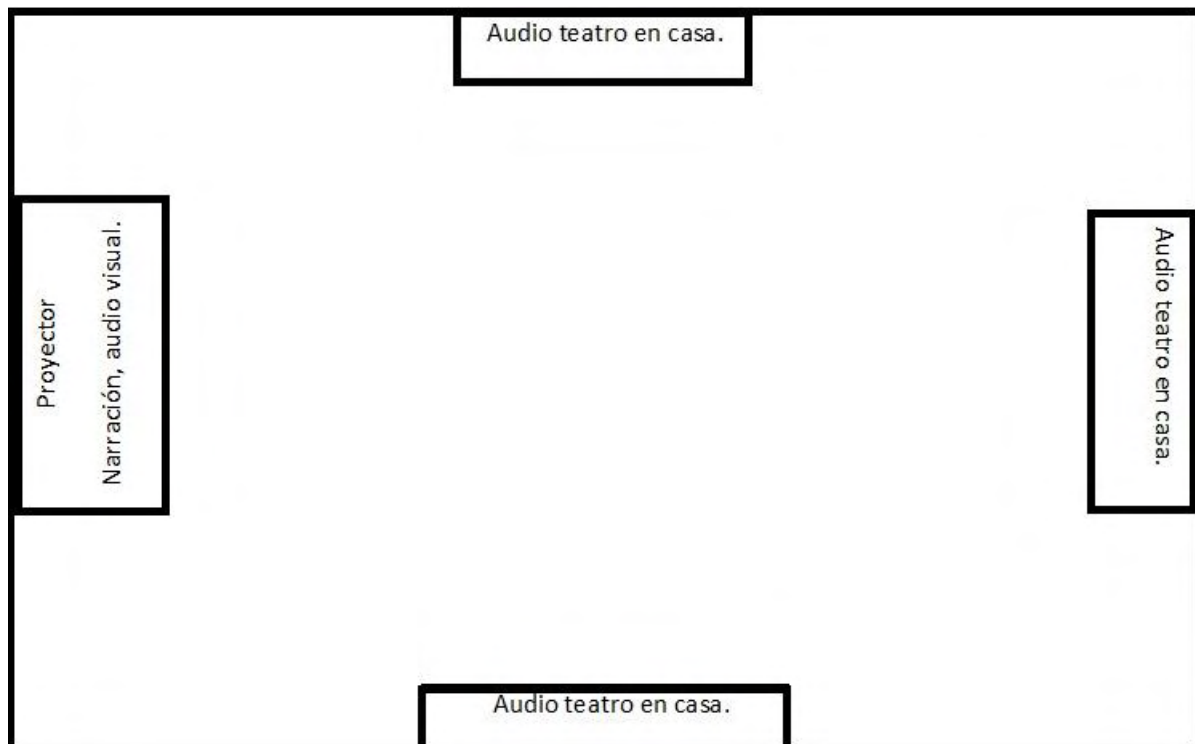 Audio teatro en casa.
Proyector
Narración, audio visual.
Audio teatro en casa.
Audio teatro en casa.